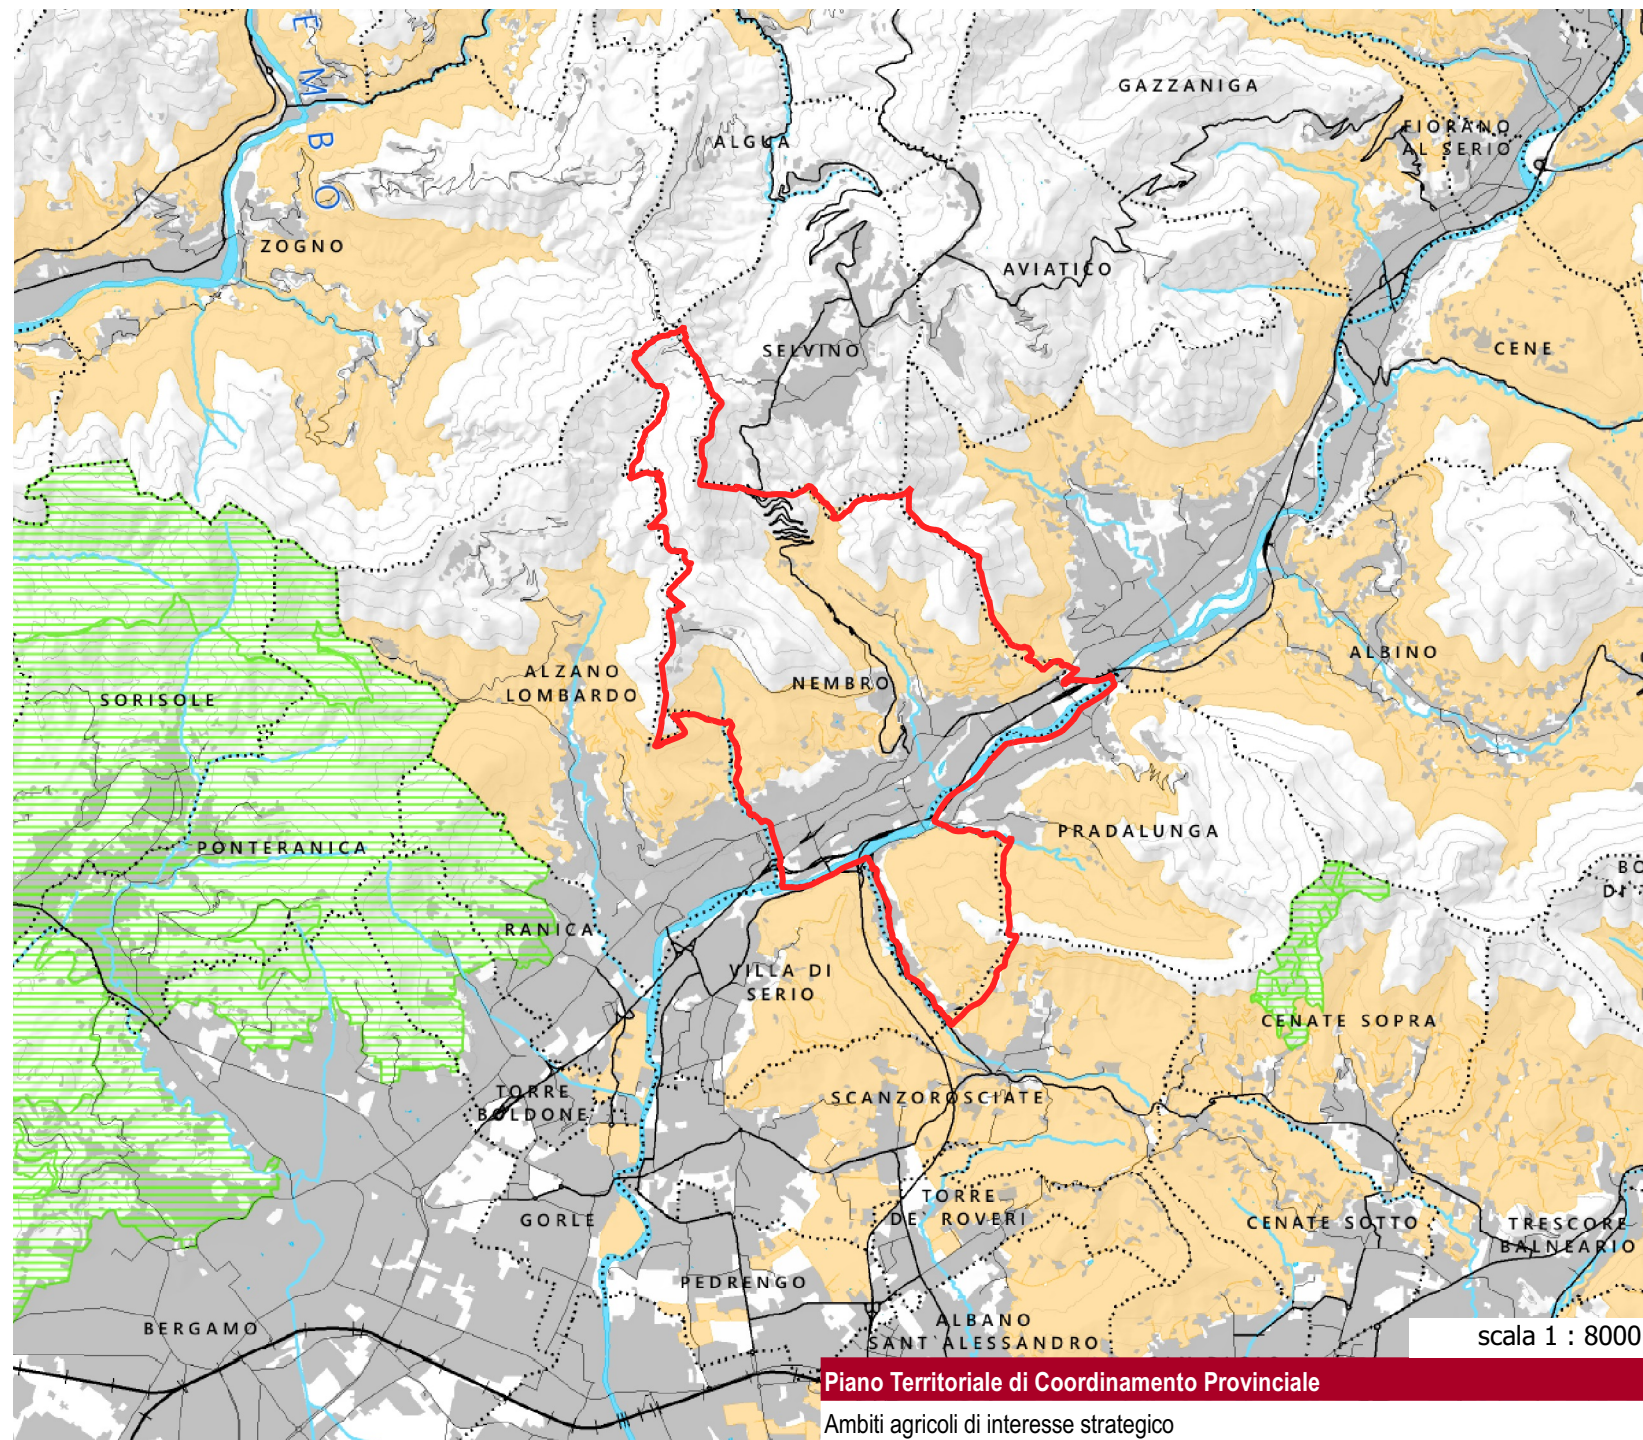 E
M
B
O
GAZZANIGA
FIORANO
AL SERIO
ALGUA
ZOGNO
AVIATICO
SELVINO
CENE
ALBINO
ALZANO
LOMBARDO
NEMBRO
SORISOLE
PRADALUNGA
PONTERANICA
BO
DI
RANICA
VILLA DI
SERIO
CENATE SOPRA
TORRE
BOLDONE
SCANZOROSCIATE
TORRE
DE' ROVERI
GORLE
CENATE SOTTO
TRESCORE
BALNEARIO
PEDRENGO
BERGAMO
ALBANO
SANT'ALESSANDRO
scala 1 : 8000
Piano Territoriale di Coordinamento Provinciale
Ambiti agricoli di interesse strategico